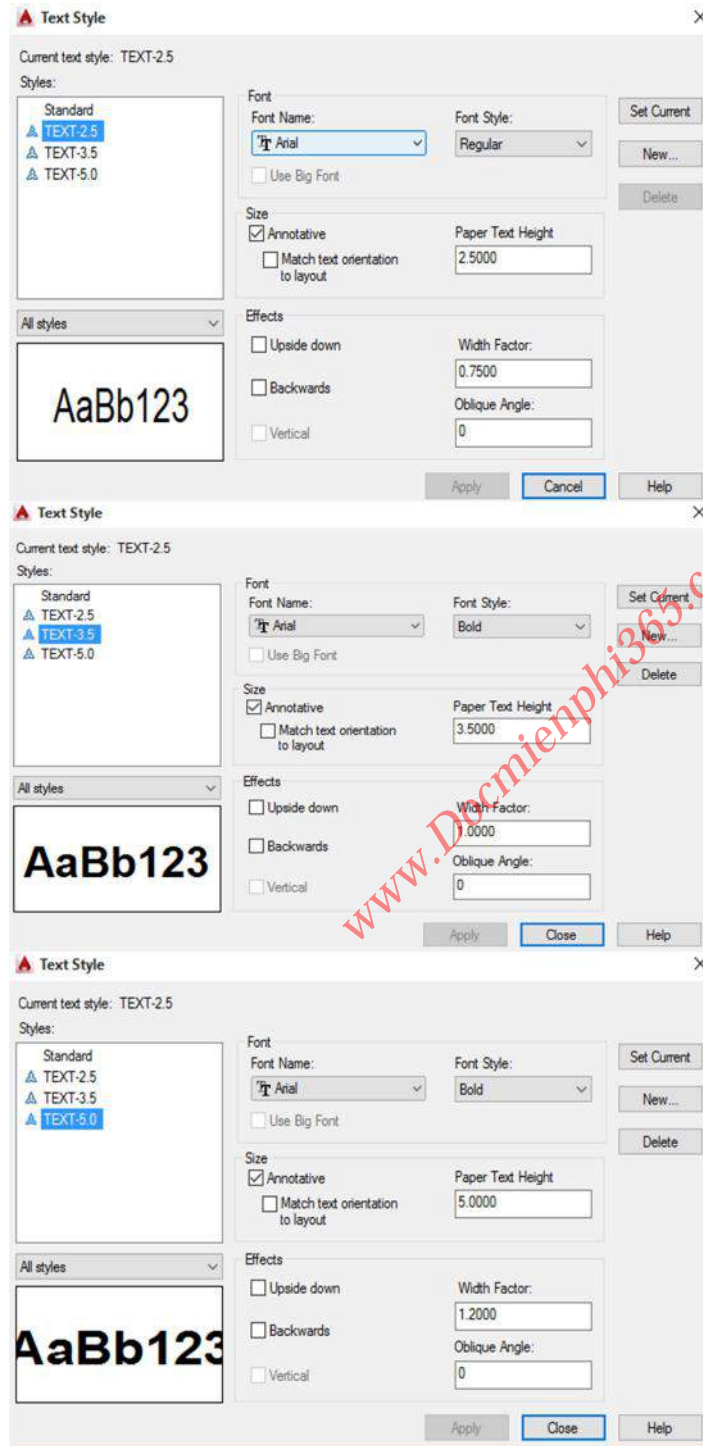 Text Style
Current text style: TEXT-2.5
Styles:
Standard
TEXT-2.5
TEXT-3.5
TEXT-5.0
All styles
AaBb123
Font
Font Name:
Arial
Font Style:
Regular
Use Big Font
Size
Annotative
Match text orientation
to layout
Paper Text Height
2.5000
Effects
Upside down
Backwards
Vertical
Width Factor:
0.7500
Oblique Angle:
0
Set Current
New...
Delete
Apply
Cancel
Help
Text Style
Current text style: TEXT-2.5
Styles:
Standard
TEXT-2.5
TEXT-3.5
TEXT-5.0
All styles
AaBb123
Font
Font Name:
Arial
Font Style:
Bold
Use Big Font
Size
Annotative
Match text orientation
to layout
Paper Text Height
3.5000
Effects
Upside down
Backwards
Vertical
Width Factor:
1.0000
Oblique Angle:
0
Set Current
New...
Delete
Apply
Close
Help
www.Docmienphi365.c
Text Style
Current text style: TEXT-2.5
Styles:
Standard
TEXT-2.5
TEXT-3.5
TEXT-5.0
All styles
AaBb123
Font
Font Name:
Arial
Font Style:
Bold
Use Big Font
Size
Annotative
Match text orientation
to layout
Paper Text Height
5.0000
Effects
Upside down
Backwards
Vertical
Width Factor:
1.2000
Oblique Angle:
0
Set Current
New...
Delete
Apply
Close
Help